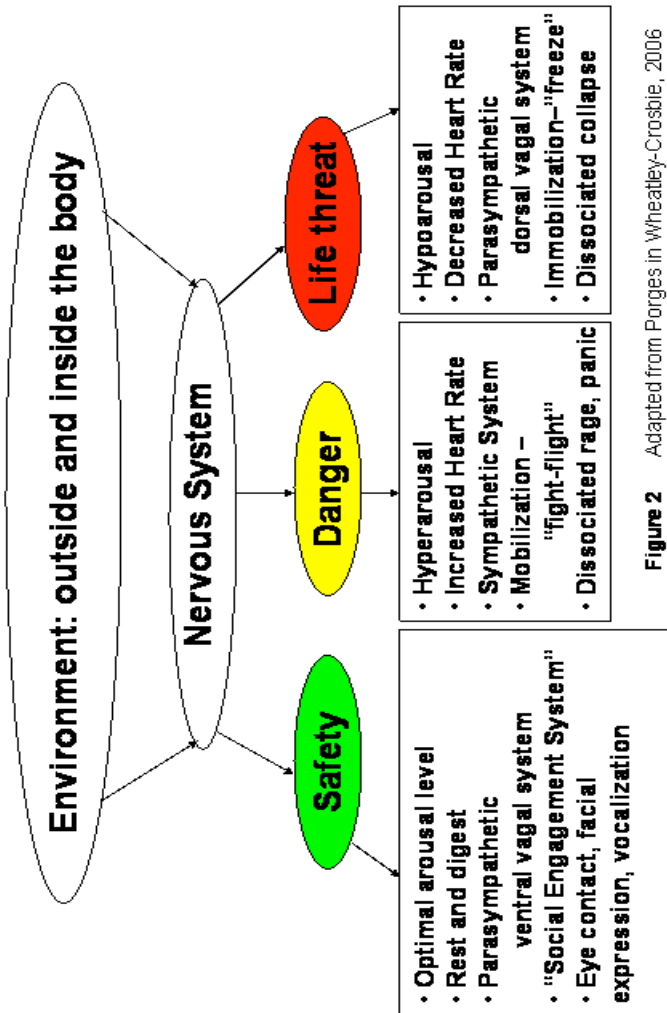 Environment: outside and inside the body
Nervous System
Safety
Danger
Life threat
• Optimal arousal level
• Rest and digest
• Parasympathetic
ventral vagal system
• "Social Engagement System"
• Eye contact, facial
expression, vocalization
• Hyperarousal
• Increased Heart Rate
• Sympathetic System
• Mobilization –
"fight-flight"
• Dissociated rage, panic
• Hypoarousal
• Decreased Heart Rate
• Parasympathetic
dorsal vagal system
• Immobilization–"freeze"
• Dissociated collapse
Figure 2 Adapted from Porges in Wheatley-Crosbie, 2006